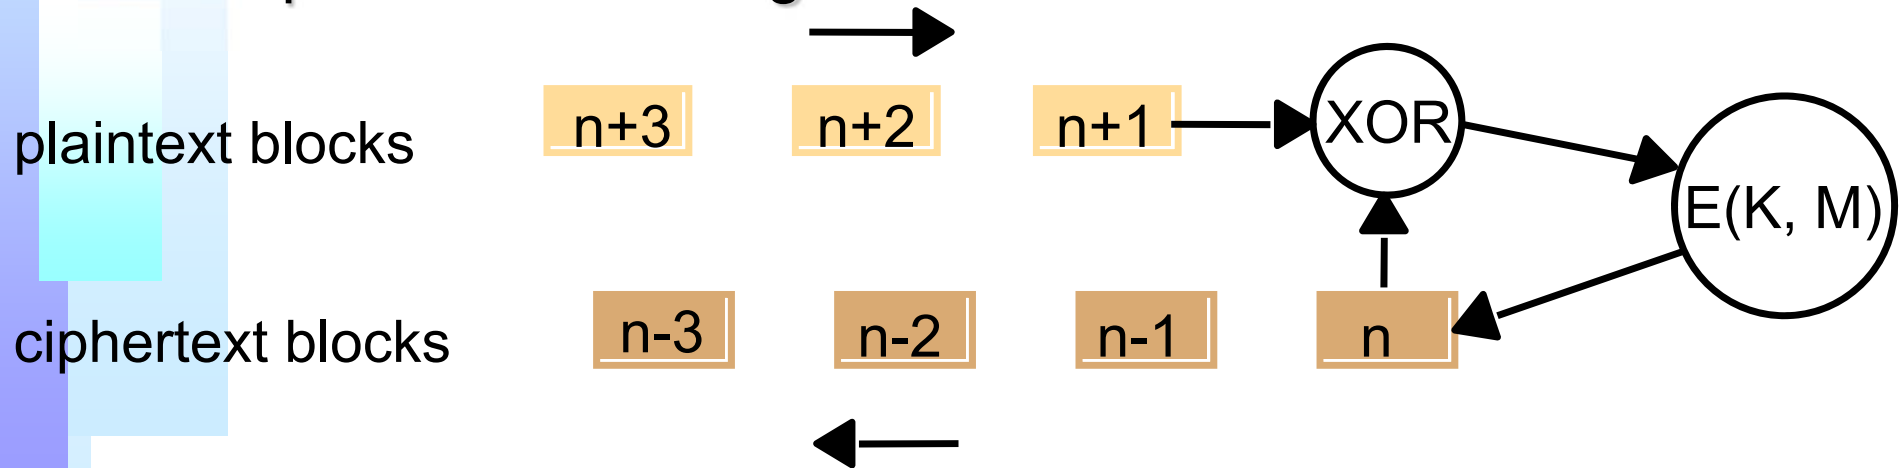 n+3 n+2 n+1 XOR
plaintext blocks
E(K, M)
n-3 n-2 n-1 n
ciphertext blocks